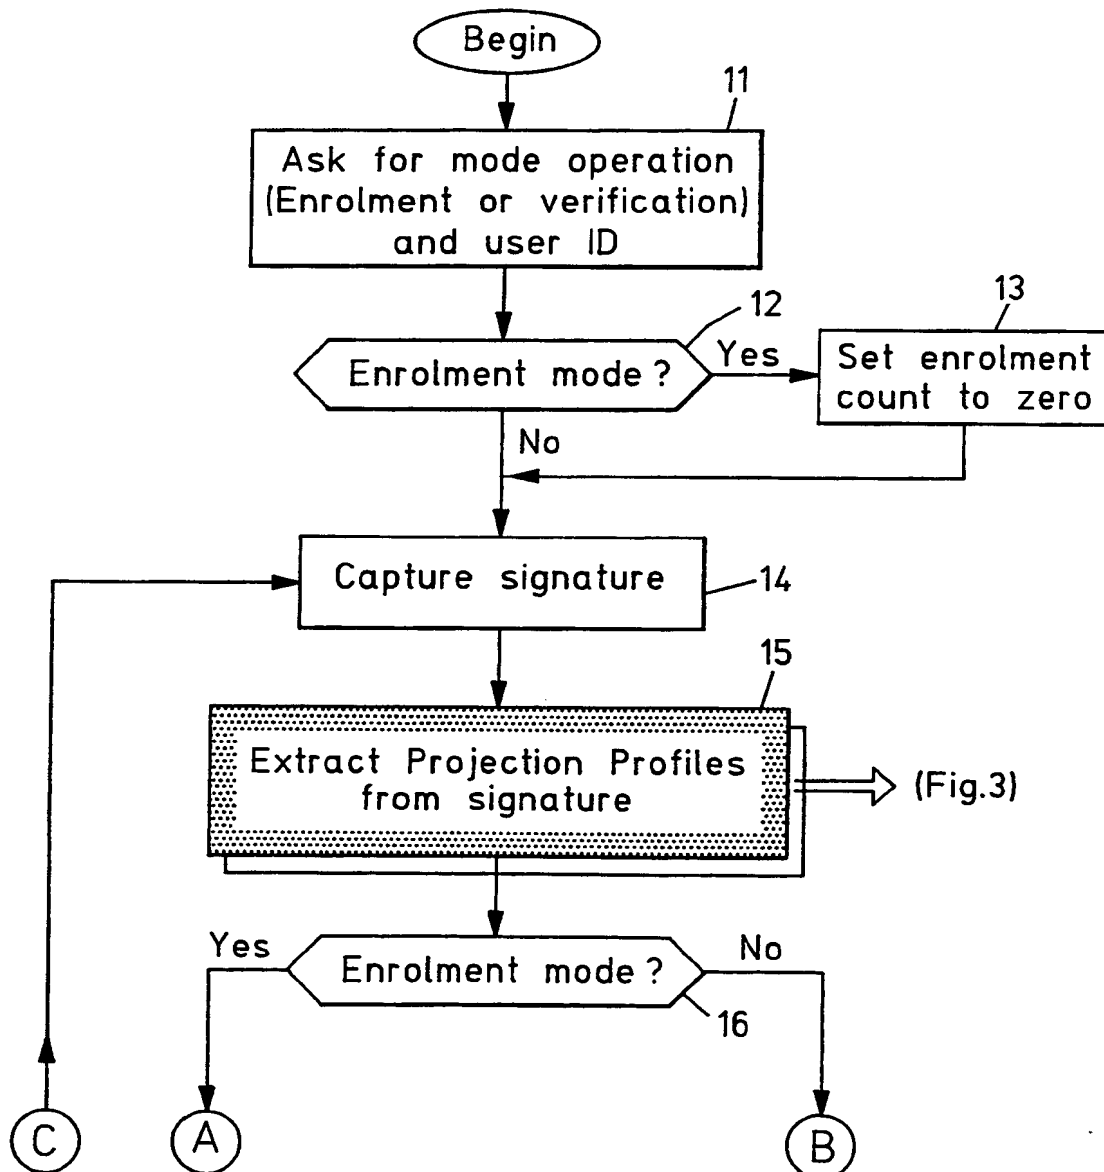 Begin
11
Ask for mode operation
(Enrolment or verification)
and user ID
12
13
Enrolment mode ?
Yes
Set enrolment
count to zero
No
Capture signature
14
15
Extract Projection Profiles
from signature
(Fig.3)
Yes
Enrolment mode ?
No
16
C
A
B